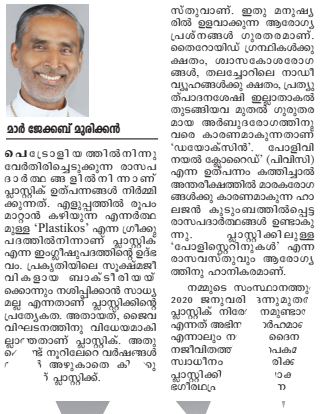 മാർ ജേക്കബ് മുരിക്കൻ
പെട്രോളിയത്തിൽനിന്നു
വേർതിരിച്ചെടുക്കുന്ന രാസപ
ദാർത്ഥങ്ങളിൽനിന്നാണ്
പ്ലാസ്റ്റിക് ഉത്പന്നങ്ങൾ നിർമ്മി
ക്കുന്നത്. എളുപ്പത്തിൽ രൂപം
മാറ്റാൻ കഴിയുന്ന എന്നർത്ഥ
മുള്ള 'Plastikos' എന്ന ഗ്രീക്കു
പദത്തിൽനിന്നാണ് പ്ലാസ്റ്റിക്
എന്ന ഇംഗ്ലീഷുപദത്തിന്റെ ഉദ്ഭ
വം. പ്രകൃതിയിലെ സൂക്ഷ്മജീ
വികളായ ബാക്ടീരിയയ്
ക്കൊന്നും നശിപ്പിക്കാൻ സാധ്യ
മല്ല എന്നതാണ് പ്ലാസ്റ്റിക്കിന്റെ
പ്രത്യേകത. അതായത്, ജൈവ
വിഘടനത്തിനു വിധേയമാകി
ല്ലാത്തതാണ് പ്ലാസ്റ്റിക്. അതു
നൂറിലേറെ വർഷങ്ങൾ
അഴുകാതെ
പ്ലാസ്റ്റിക്.
സ്തുവാണ്. ഇതു മനുഷ്യ
രിൽ ഉളവാക്കുന്ന ആരോഗ്യ
പ്രശ്നങ്ങൾ ഗുരുതരമാണ്.
തൈറോയിഡ് ഗ്രന്ഥികൾക്കു
ക്ഷതം, ശ്വാസകോശരോഗ
ങ്ങൾ, തലച്ചോറിലെ നാഡീ
വ്യൂഹങ്ങൾക്കു ക്ഷതം, പ്രത്യു
ത്പാദനശേഷി ഇല്ലാതാകൽ
തുടങ്ങിയവ മുതൽ ഗുരുതര
മായ അർബുദരോഗത്തിനു
വരെ കാരണമാകുന്നതാണ്
'ഡയോക്സിൻ'. പോളിവി
നയൽ ക്ലോറൈഡ് (പിവിസി)
എന്ന ഉത്പന്നം കത്തിച്ചാൽ
അന്തരീക്ഷത്തിൽ മാരകരോഗ
ങ്ങൾക്കു കാരണമാകുന്ന ഹാ
ലജൻ കുടുംബത്തിൽപ്പെട്ട
രാസപദാർത്ഥങ്ങൾ ഉണ്ടാകു
ന്നു. പ്ലാസ്റ്റിക്കിലുള്ള
'പോളിസ്റ്റെറിനുകൾ' എന്ന
രാസവസ്തുവും ആരോഗ്യ
ത്തിനു ഹാനികരമാണ്.
നമ്മുടെ സംസ്ഥാനത്തു
2020 ജനുവരി
പ്ലാസ്റ്റിക്
എന്നത്
എന്നാലും
സ്വാധീനം
പ്ലാസ്റ്റിക്കി